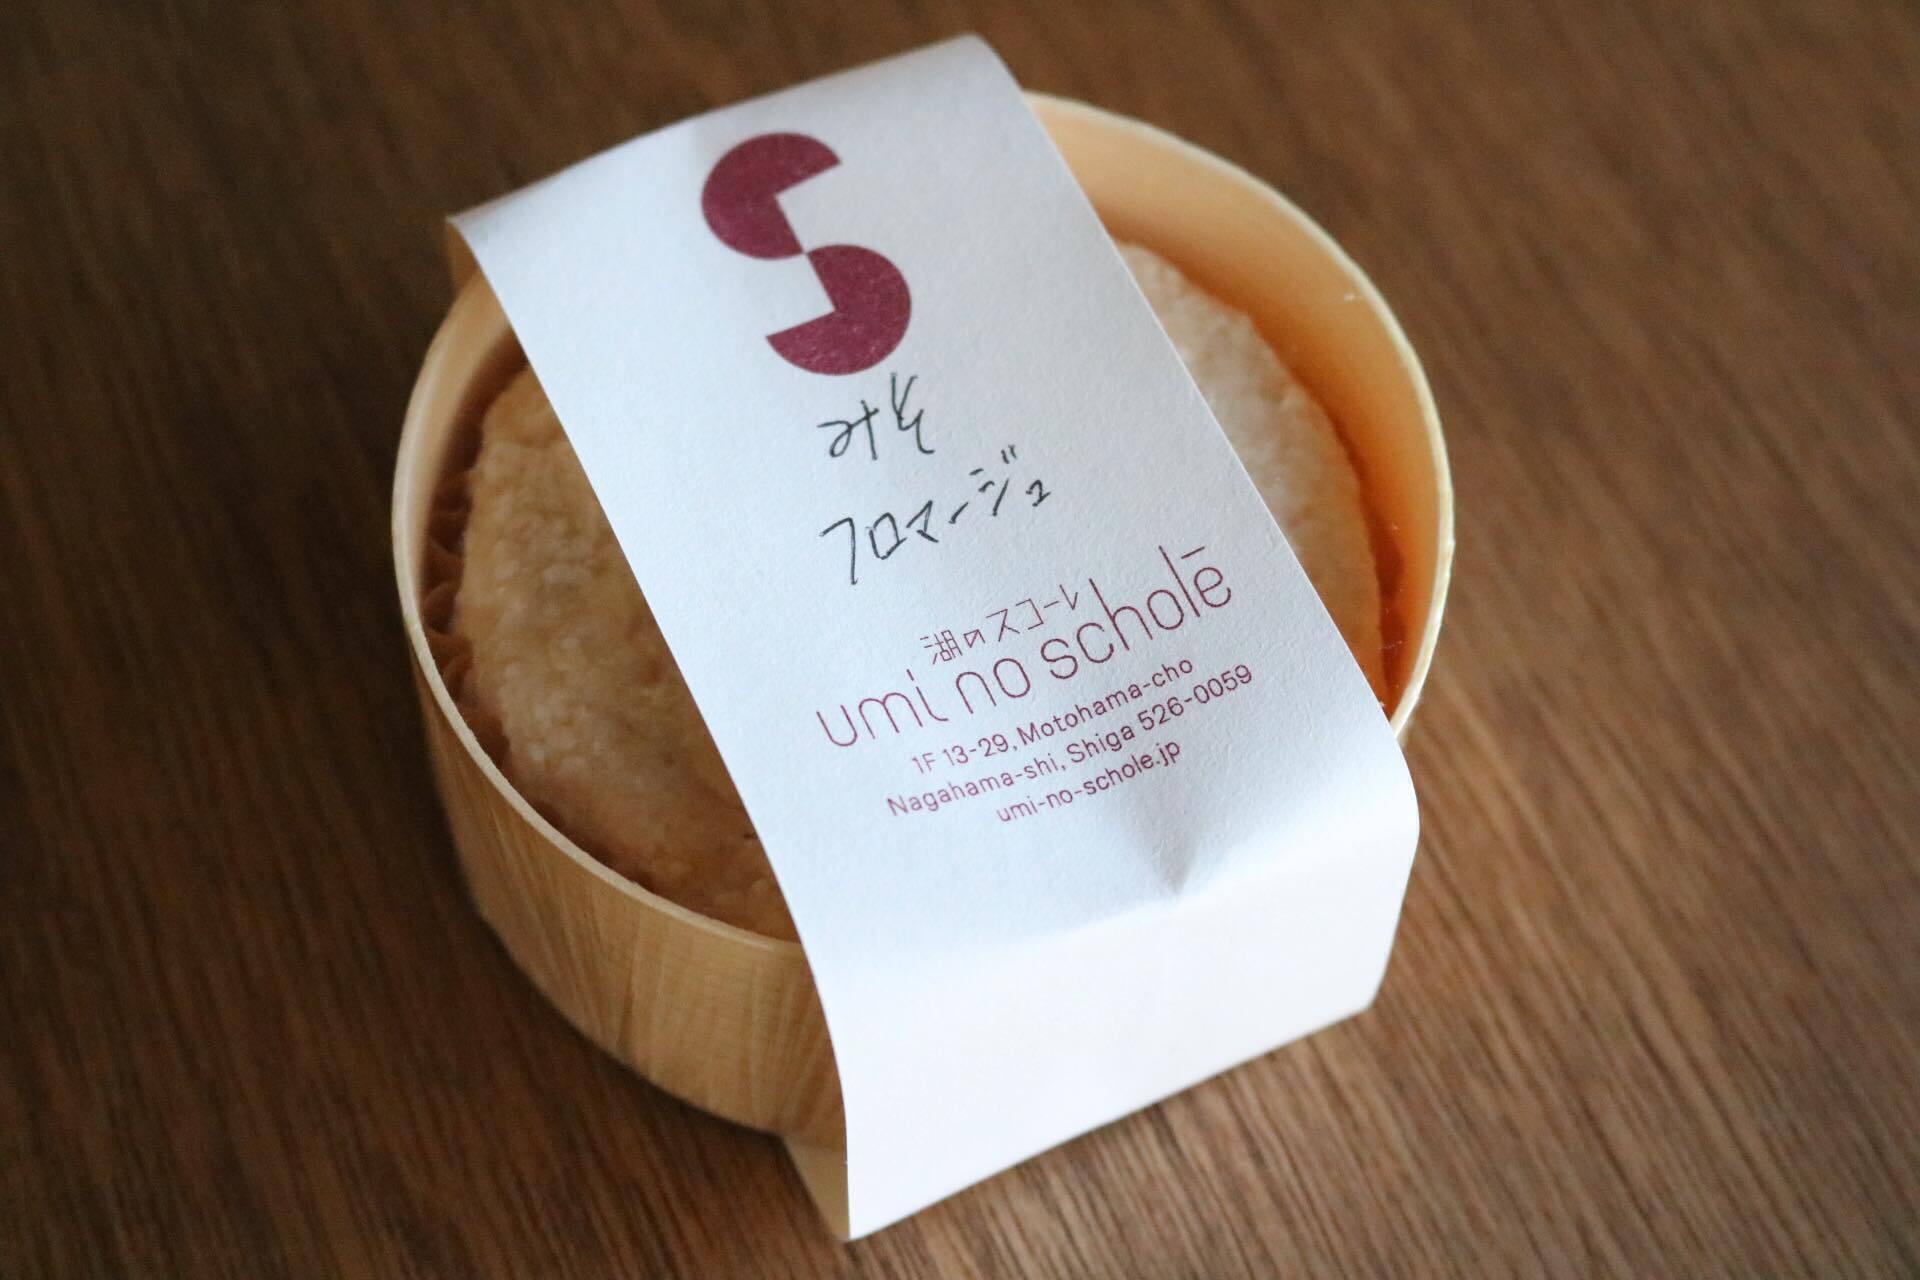 みそ
フロマージュ
湖のスコーレ
umi no scholē
1F 13-29, Motohama-cho
Nagahama-shi, Shiga 526-0059
umi-no-schole.jp